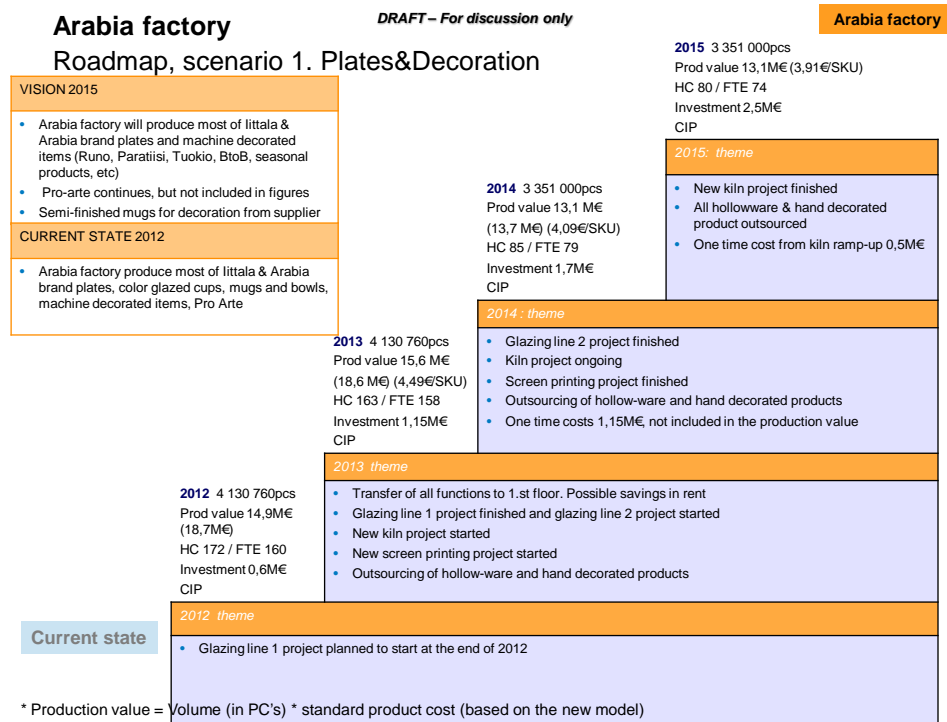 Arabia factory
DRAFT – For discussion only
Arabia factory
Roadmap, scenario 1. Plates&Decoration
VISION 2015
• Arabia factory will produce most of Iittala &
Arabia brand plates and machine decorated
items (Runo, Paratiisi, Tuokio, BtoB, seasonal
products, etc)
• Pro-arte continues, but not included in figures
• Semi-finished mugs for decoration from supplier
CURRENT STATE 2012
• Arabia factory produce most of Iittala & Arabia
brand plates, color glazed cups, mugs and bowls,
machine decorated items, Pro Arte
2015 3 351 000pcs
Prod value 13,1M€ (3,91€/SKU)
HC 80 / FTE 74
Investment 2,5M€
CIP
2015: theme
• New kiln project finished
• All hollowware & hand decorated
product outsourced
• One time cost from kiln ramp-up 0,5M€
2014 3 351 000pcs
Prod value 13,1 M€
(13,7 M€) (4,09€/SKU)
HC 85 / FTE 79
Investment 1,7M€
CIP
2014 : theme
• Glazing line 2 project finished
• Kiln project ongoing
• Screen printing project finished
• Outsourcing of hollow-ware and hand decorated products
• One time costs 1,15M€, not included in the production value
2013 4 130 760pcs
Prod value 15,6 M€
(18,6 M€) (4,49€/SKU)
HC 163 / FTE 158
Investment 1,15M€
CIP
2013 theme
• Transfer of all functions to 1.st floor. Possible savings in rent
• Glazing line 1 project finished and glazing line 2 project started
• New kiln project started
• New screen printing project started
• Outsourcing of hollow-ware and hand decorated products
2012 4 130 760pcs
Prod value 14,9M€
(18,7M€)
HC 172 / FTE 160
Investment 0,6M€
CIP
2012 theme
• Glazing line 1 project planned to start at the end of 2012
Current state
* Production value = Volume (in PC's) * standard product cost (based on the new model)